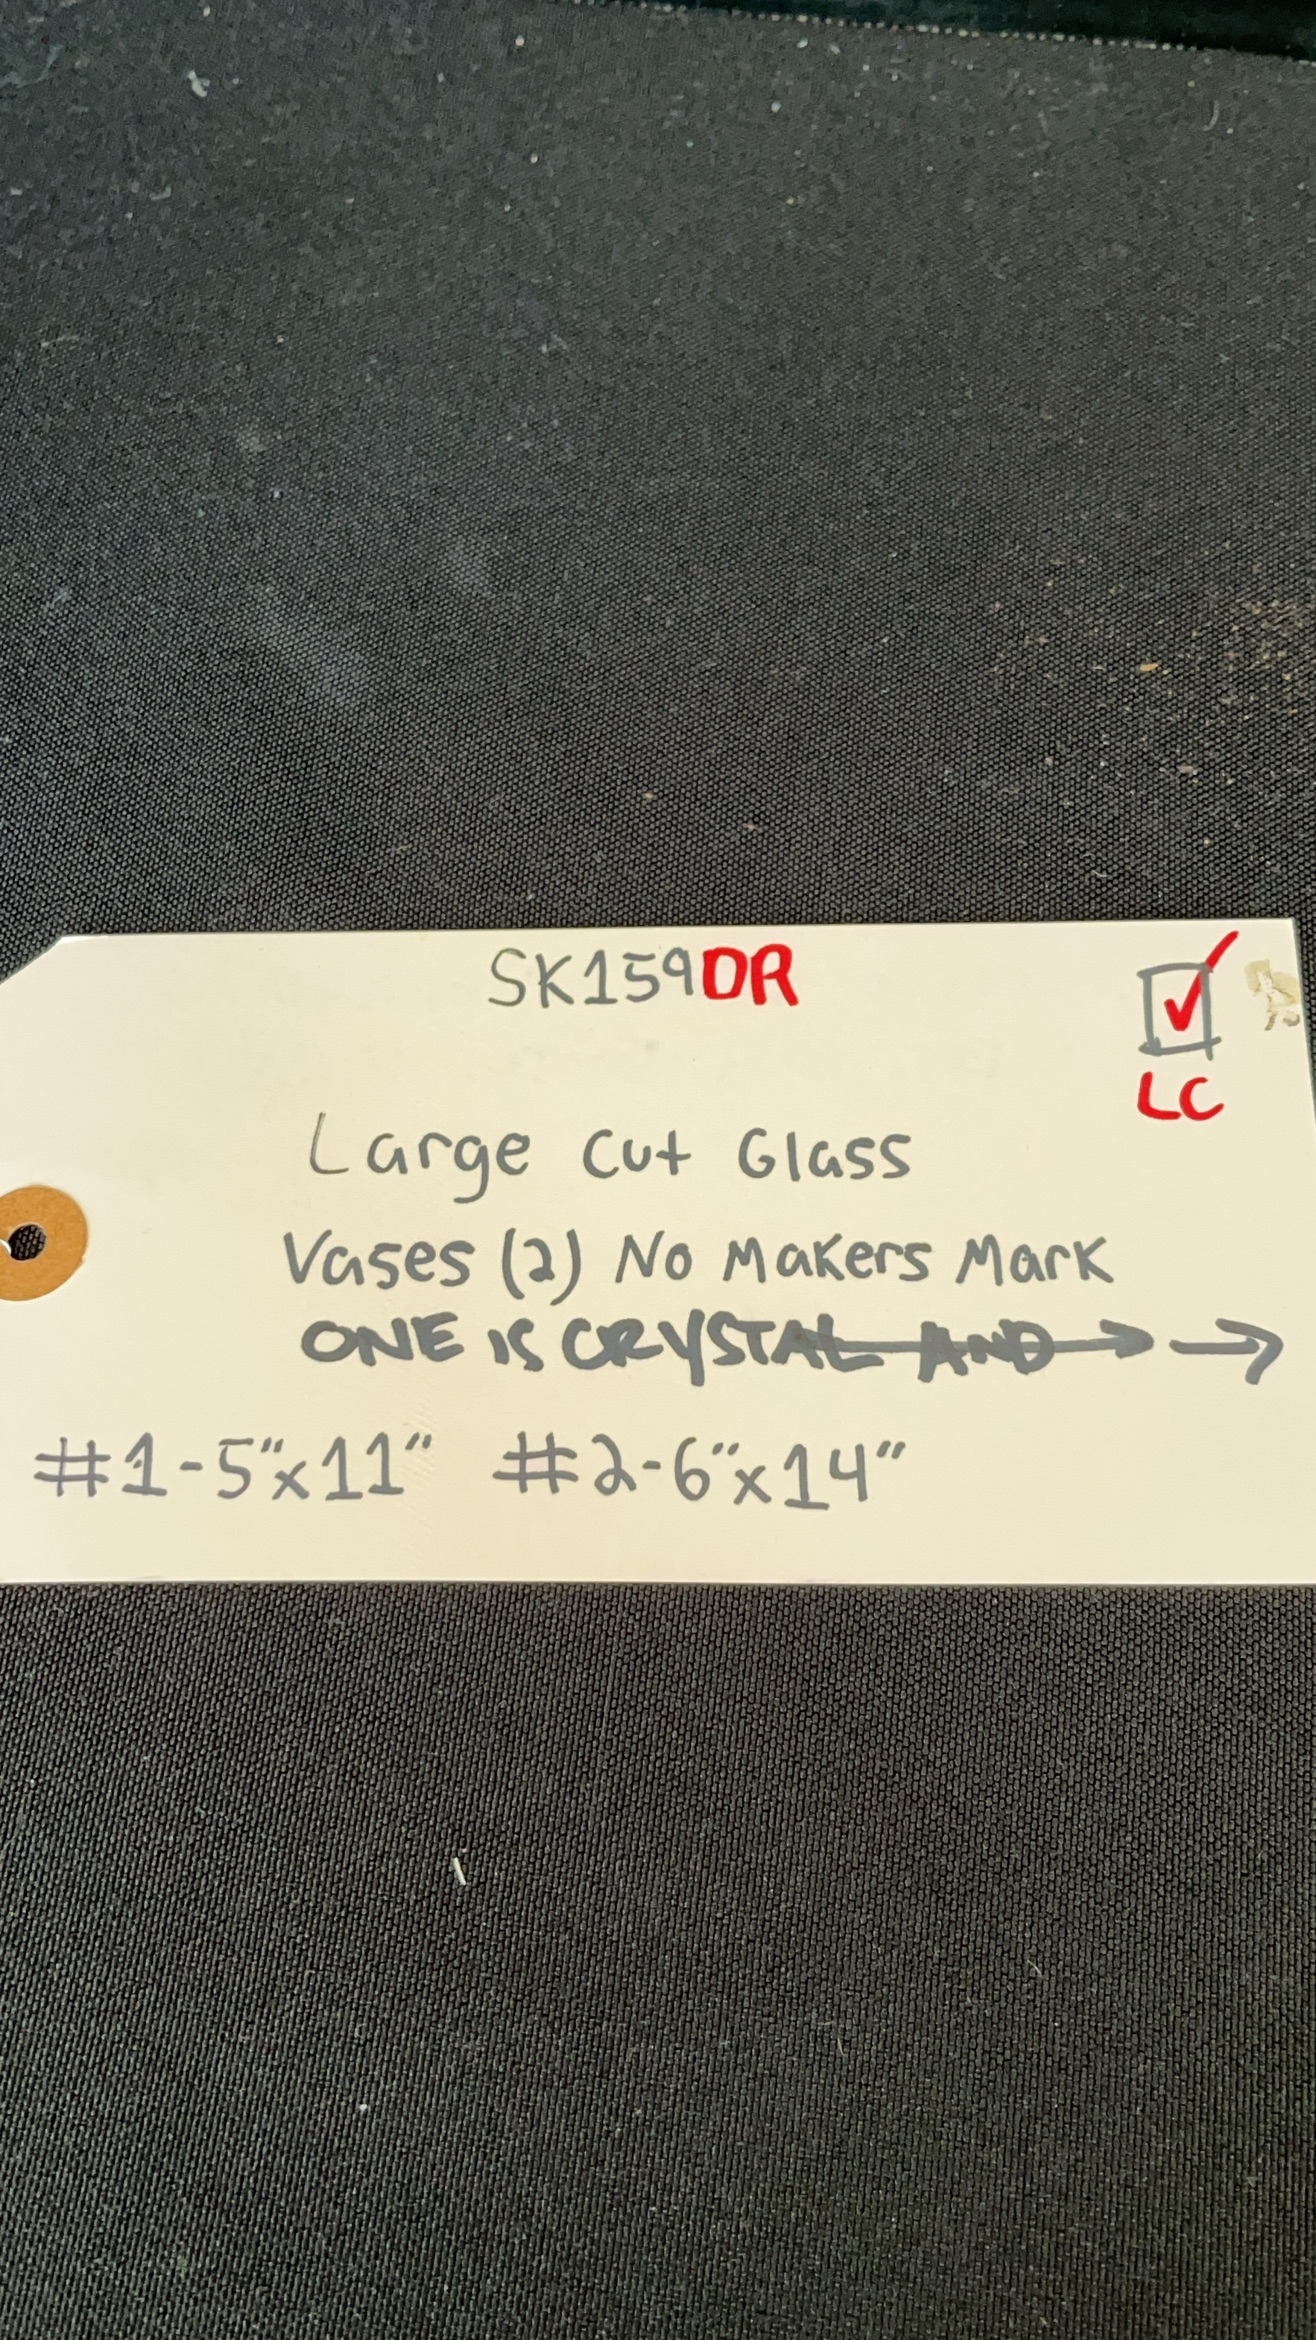 SK159DR
LC
Large Cut Glass
Vases (2) No Makers Mark
ONE IS CRYSTAL AND →
#1-5"x11" #2-6"x14"